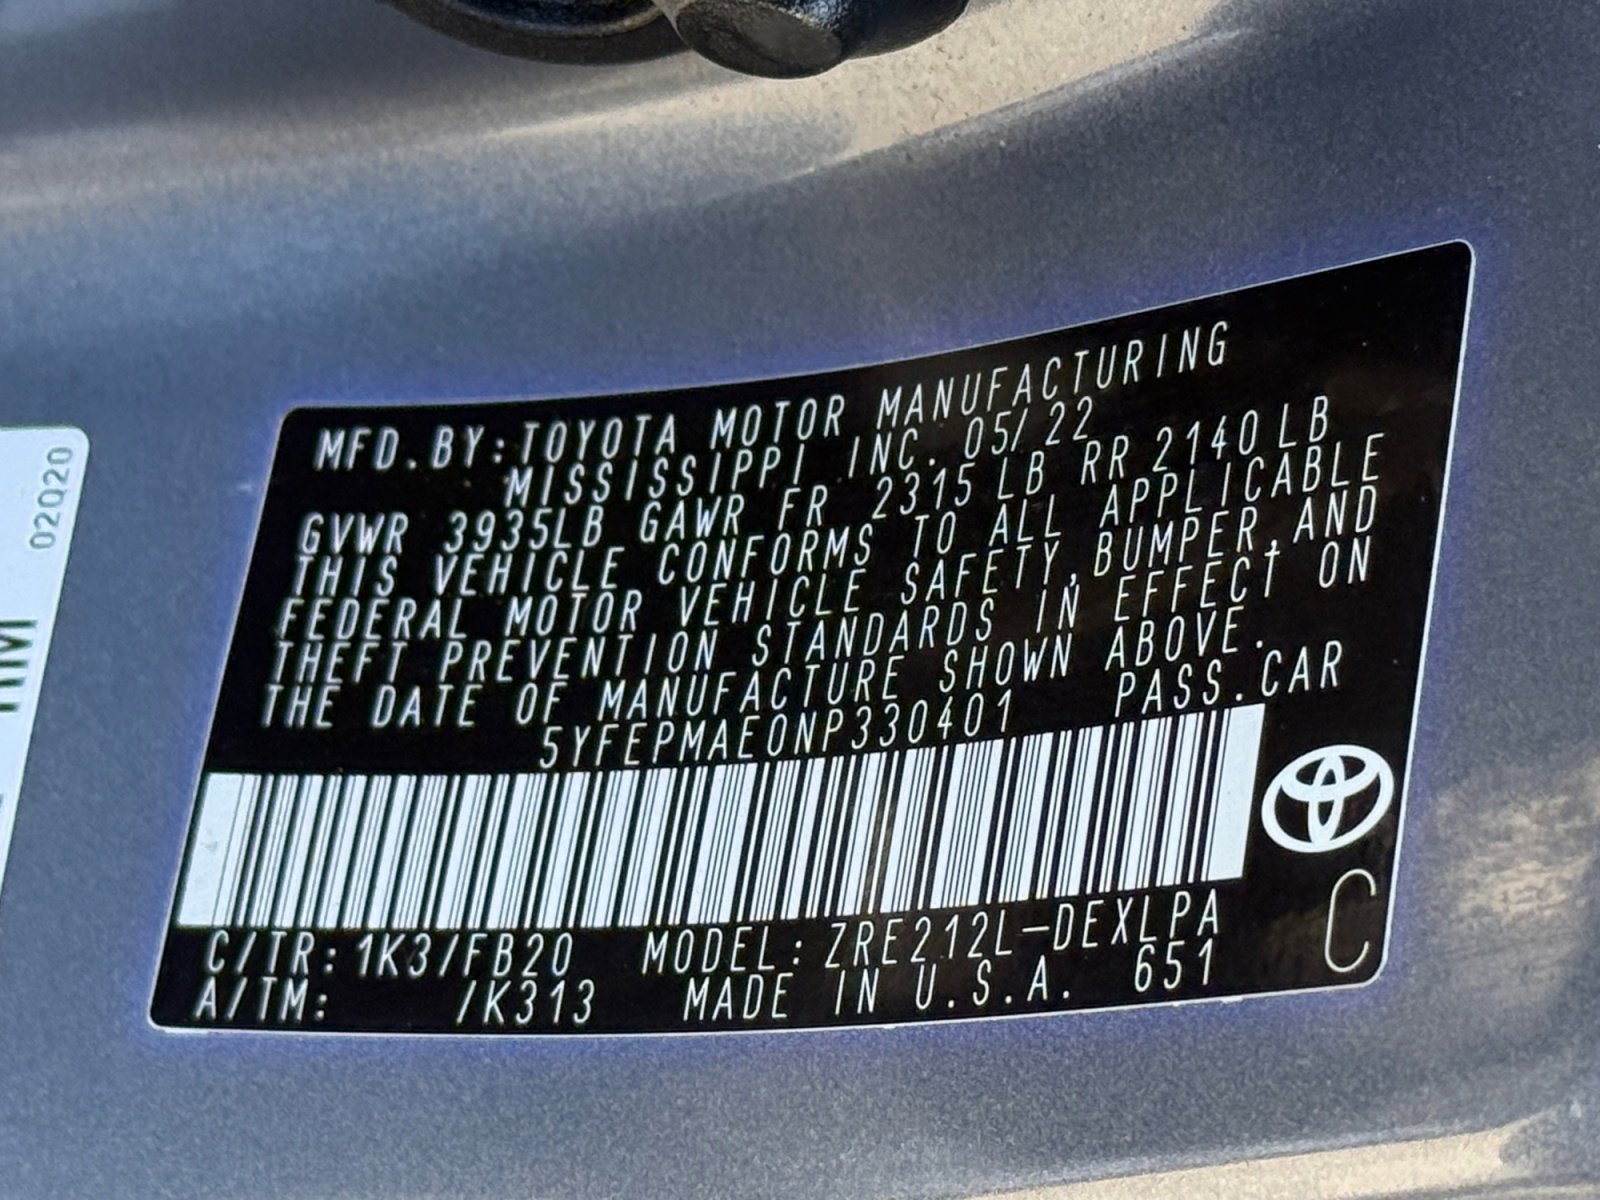 02Q20
MFD.BY:TOYOTA MOTOR MANUFACTURING
MISSISSIPPI INC. 05/22
GVWR 3935LB GAWR FR 2315LB RR 2140LB
THIS VEHICLE CONFORMS TO ALL APPLICABLE
FEDERAL MOTOR VEHICLE SAFETY,BUMPER,AND
THEFT PREVENTION STANDARDS IN EFFECT ON
THE DATE OF MANUFACTURE SHOWN ABOVE.
5YFEPMAE0NP330401 PASS.CAR
C/TR:1K3/FB20 MODEL:ZRE212L-DEXLPA
A/TM: /K313 MADE IN U.S.A. 651
C